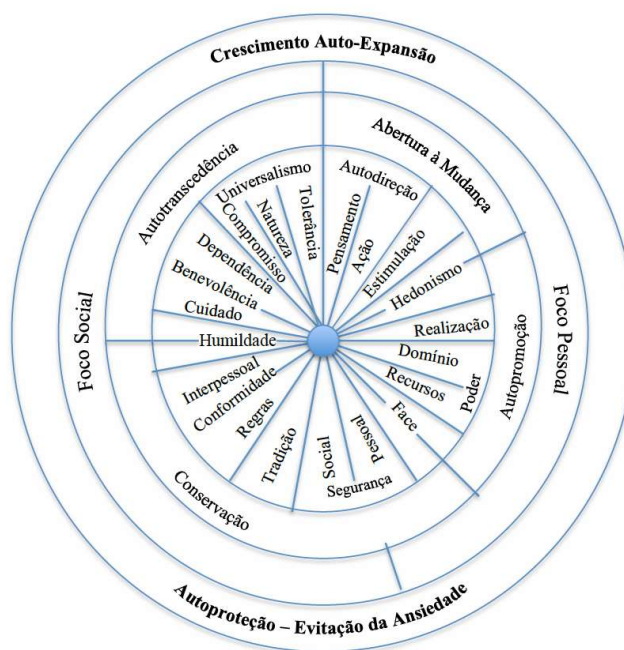 Crescimento Auto-Expansão
Autotranscedência
Abertura à Mudança
Universalismo
Natureza
Tolerância
Compromisso
Dependência
Benevolência
Cuidado
Humildade
Interpessoal
Conformidade
Regras
Tradição
Social
Pessoal
Segurança
Face
Recursos
Domínio
Poder
Realização
Hedonismo
Estimulação
Ação
Pensamento
Autodireção
Foco Social
Foco Pessoal
Autopromoção
Conservação
Autoproteção – Evitação da Ansiedade